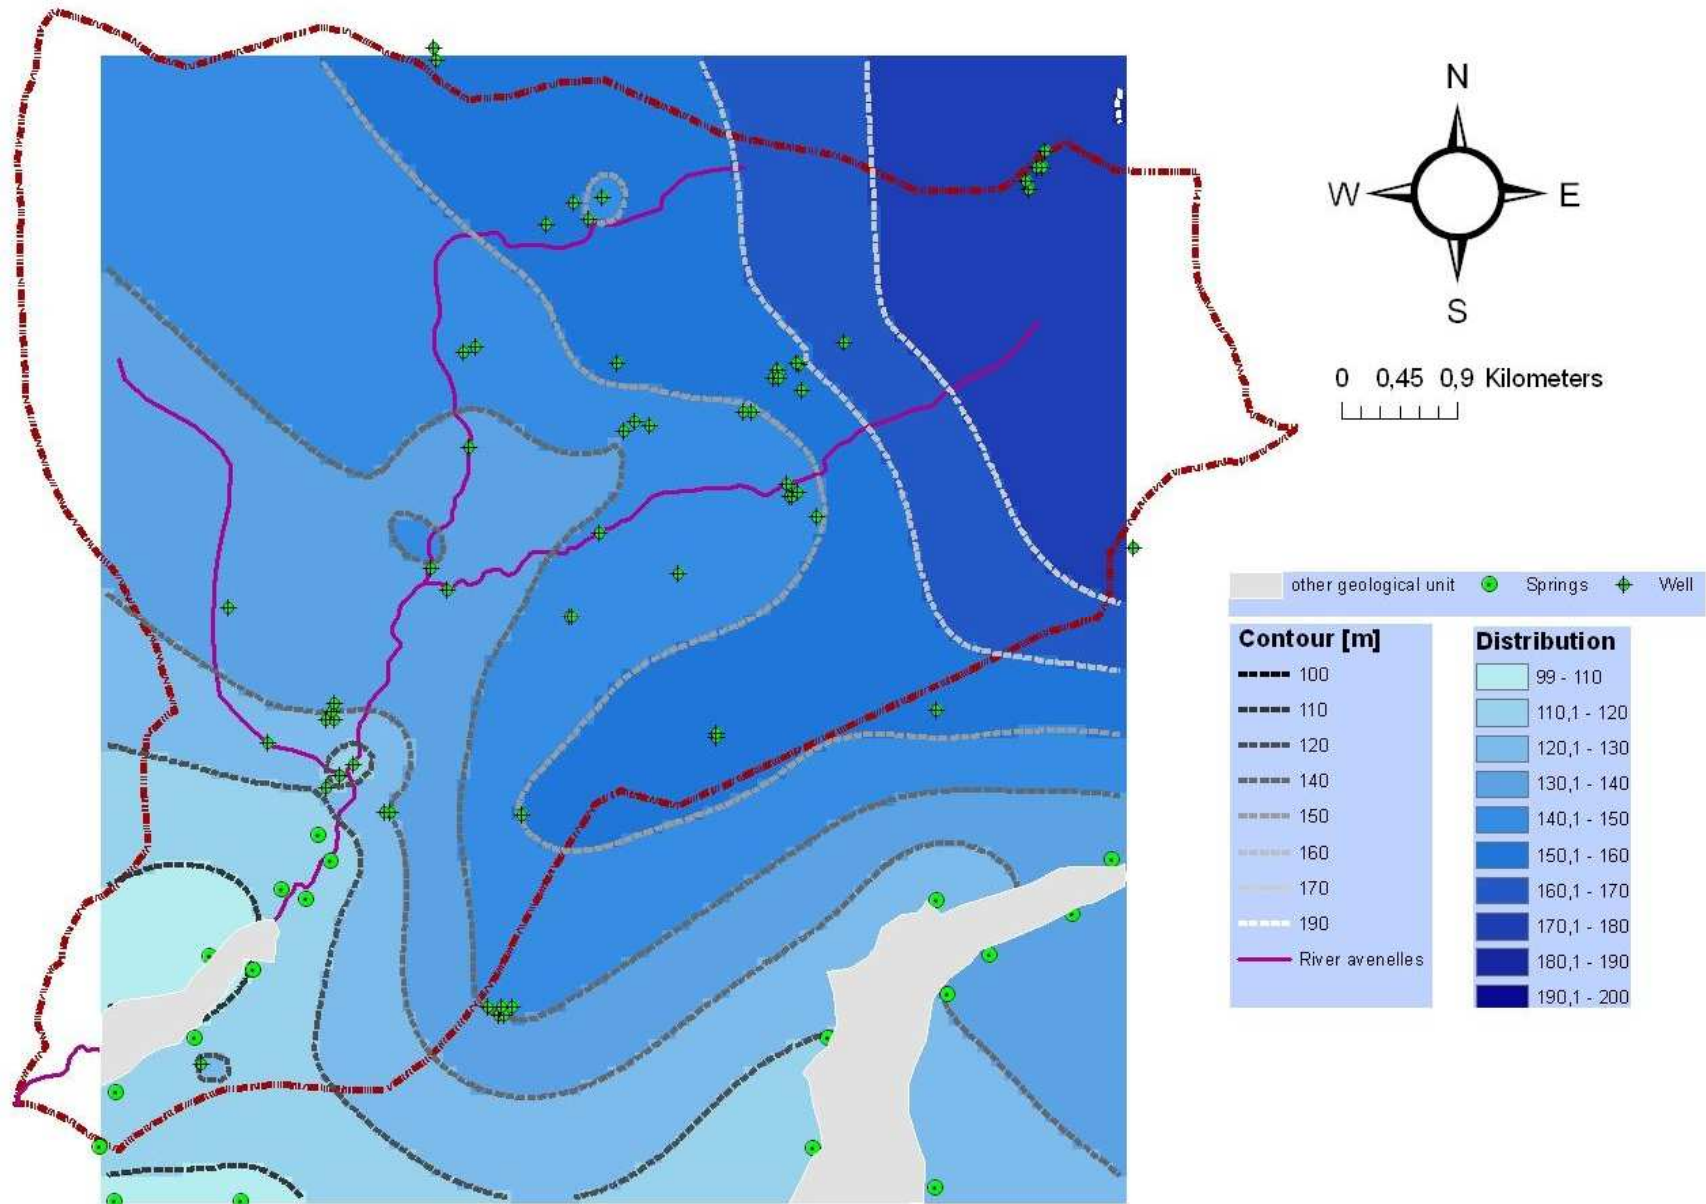 N
W E
S
0 0,45 0,9 Kilometers
other geological unit Springs Well
Contour [m]
100
110
120
140
150
160
170
190
River avenelles
Distribution
99 - 110
110,1 - 120
120,1 - 130
130,1 - 140
140,1 - 150
150,1 - 160
160,1 - 170
170,1 - 180
180,1 - 190
190,1 - 200